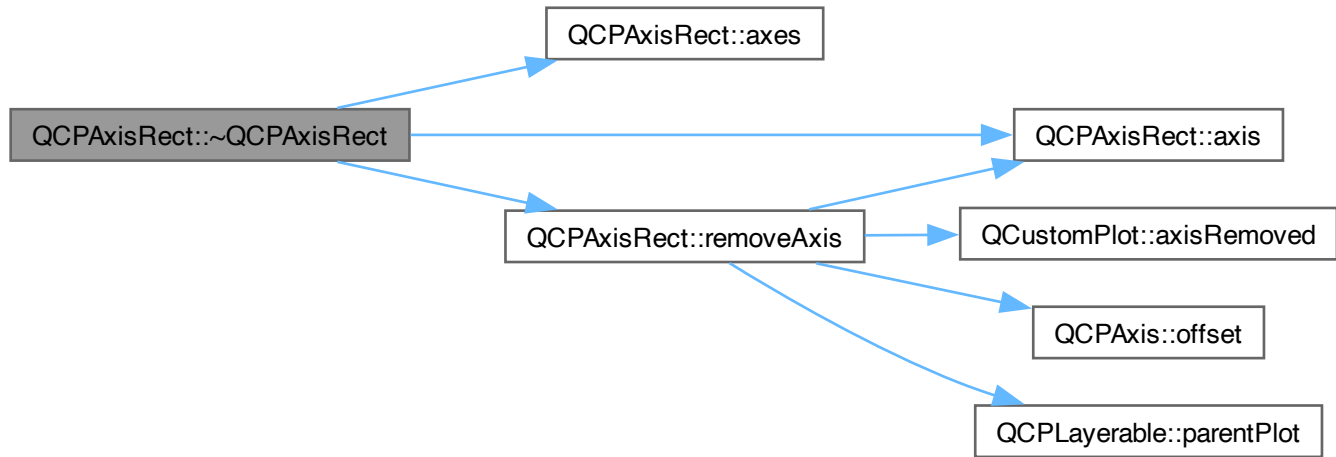 QCPAxisRect::axes
QCPAxisRect::~QCPAxisRect
QCPAxisRect::axis
QCPAxisRect::removeAxis
QCustomPlot::axisRemoved
QCPAxis::offset
QCPLayerable::parentPlot